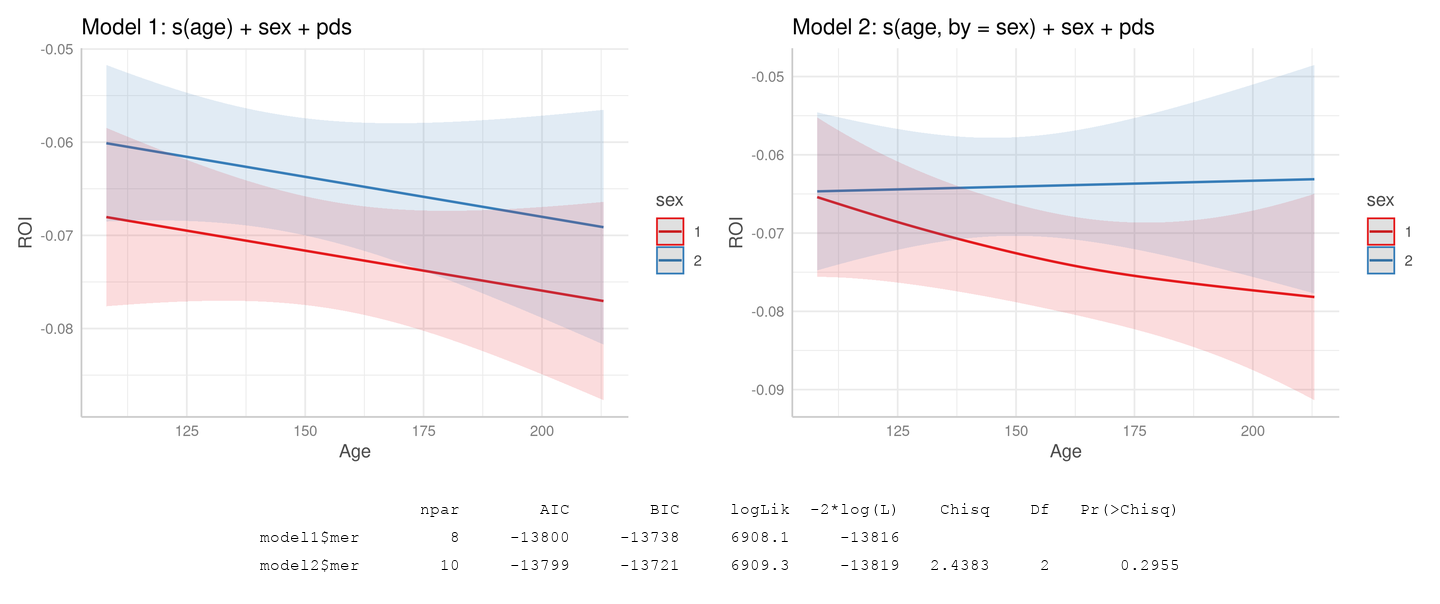 Model 1: s(age) + sex + pds
-0.05
-0.06
-0.07
-0.08
ROI
125 150 175 200
Age
sex
1
2
Model 2: s(age, by = sex) + sex + pds
-0.05
-0.06
-0.07
-0.08
-0.09
ROI
125 150 175 200
Age
sex
1
2
npar AIC BIC logLik -2*log(L) Chisq Df Pr(>Chisq)
model1$mer 8 -13800 -13738 6908.1 -13816
model2$mer 10 -13799 -13721 6909.3 -13819 2.4383 2 0.2955